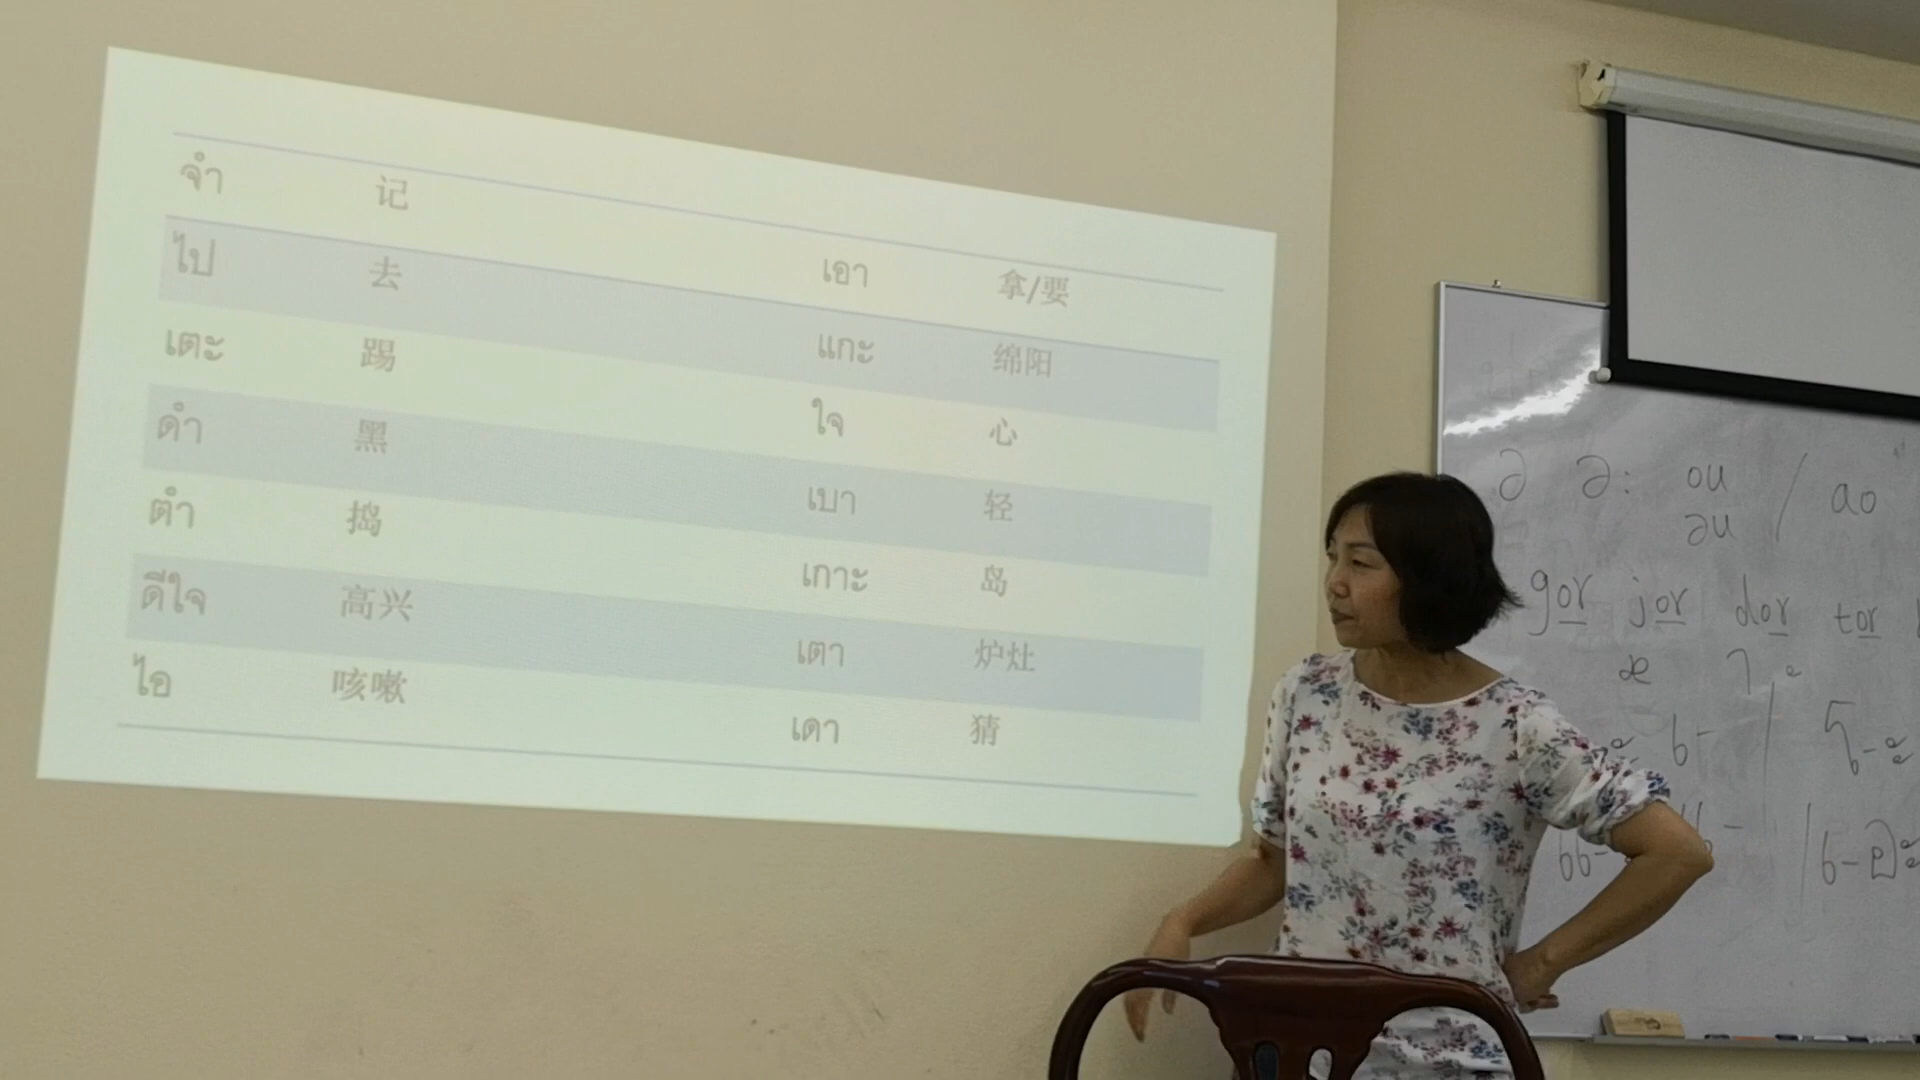 จำ 记
ไป 去 เอา 拿/要
เตะ 踢 แกะ 绵阳
ดำ 黑 ใจ 心
ตำ 捣 เบา 轻
ดีใจ 高兴 เกาะ 岛
ไอ 咳嗽 เตา 炉灶
เดา 猜
ə ə: ou / ao
əu
gor jor dor tor
æ